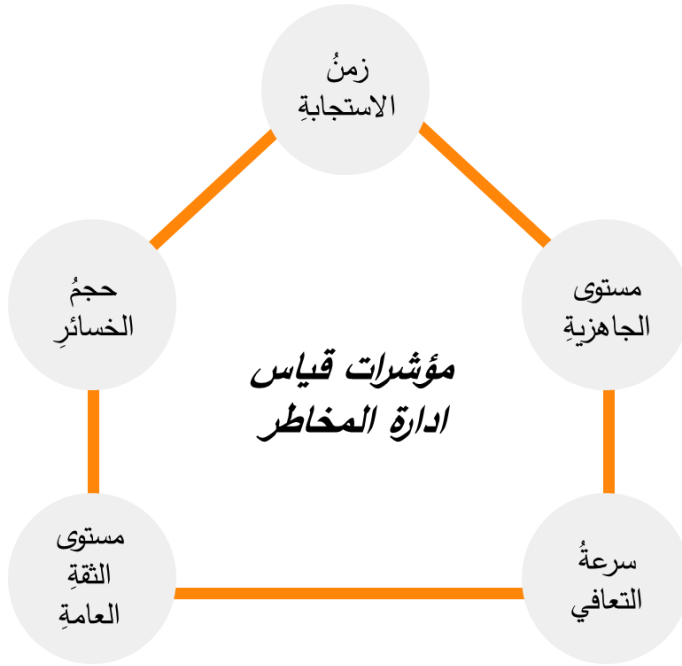 زمنُ
الاستجابةِ
مستوى
الجاهزيةِ
سرعةُ
التعافي
مستوى
الثقةِ
العامةِ
حجمُ
الخسائرِ
مؤشرات قياس
ادارة المخاطر